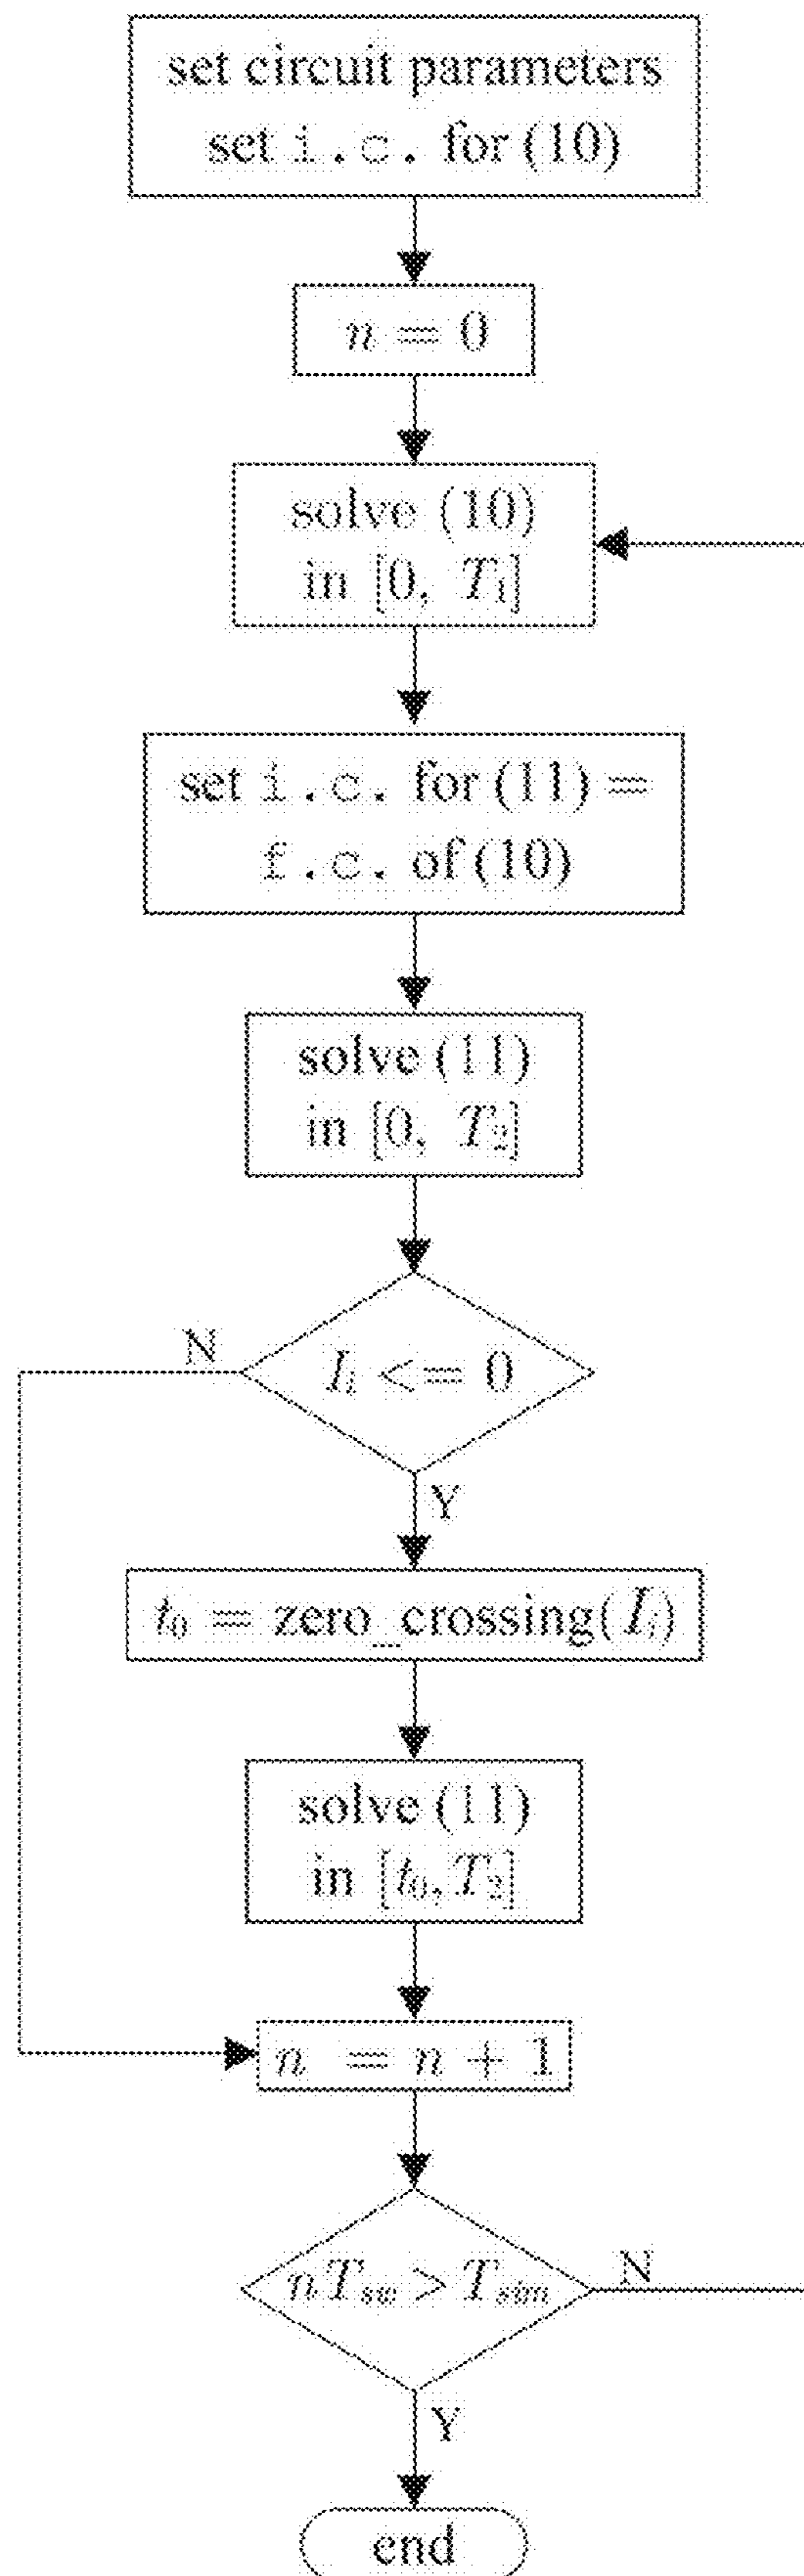 set circuit parameters
set i.c. for (10)
n = 0
solve (10)
in [0, T₁]
set i.c. for (11) =
f.c. of (10)
solve (11)
in [0, T₂]
N
Iᵢ <= 0
Y
t₀ = zero_crossing(Iᵢ)
solve (11)
in [t₀, T₂]
n = n + 1
nTsw > Tsim
N
Y
end